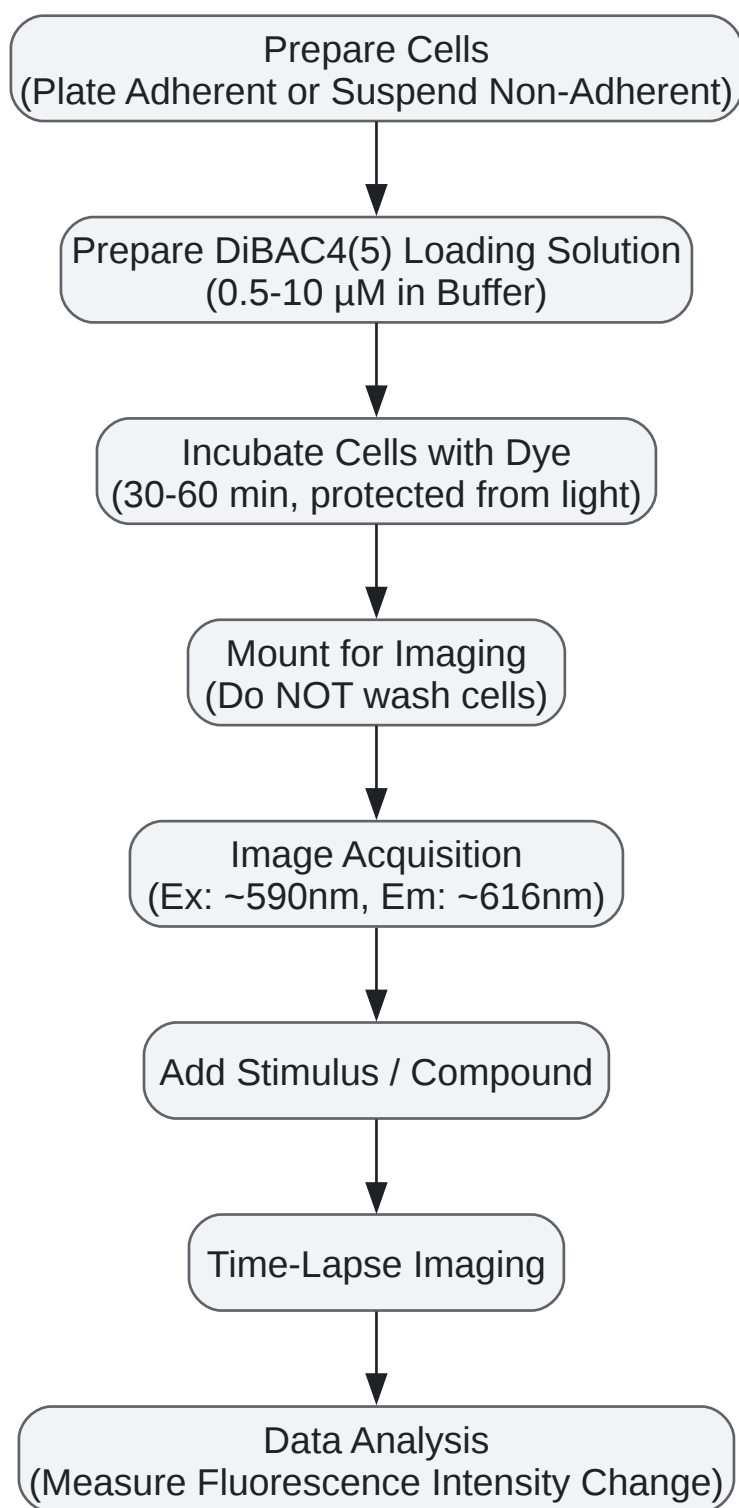 Prepare Cells
(Plate Adherent or Suspend Non-Adherent)
Prepare DiBAC4(5) Loading Solution
(0.5-10 µM in Buffer)
Incubate Cells with Dye
(30-60 min, protected from light)
Mount for Imaging
(Do NOT wash cells)
Image Acquisition
(Ex: ~590nm, Em: ~616nm)
Add Stimulus / Compound
Time-Lapse Imaging
Data Analysis
(Measure Fluorescence Intensity Change)